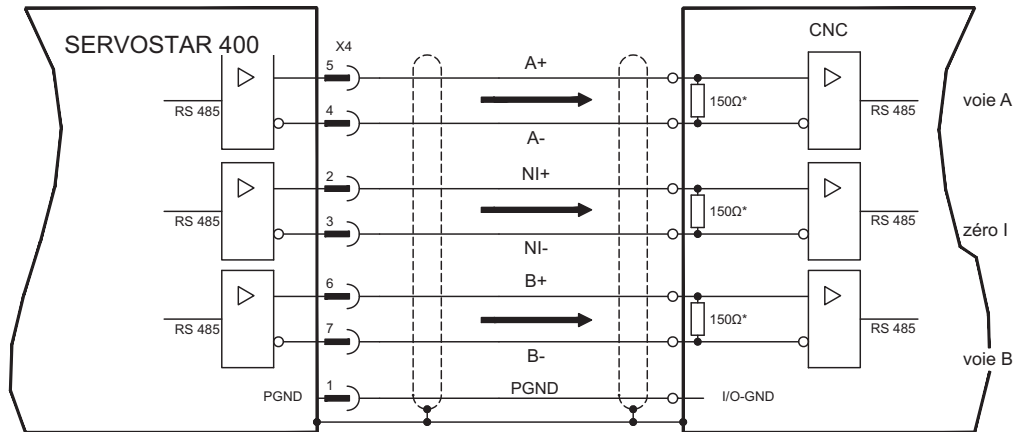 SERVOSTAR 400
X4
CNC
5
A+
RS 485
150Ω*
RS 485
voie A
4
A-
2
NI+
RS 485
150Ω*
RS 485
zéro I
3
NI-
6
B+
RS 485
150Ω*
RS 485
7
B-
voie B
PGND
1
PGND
I/O-GND